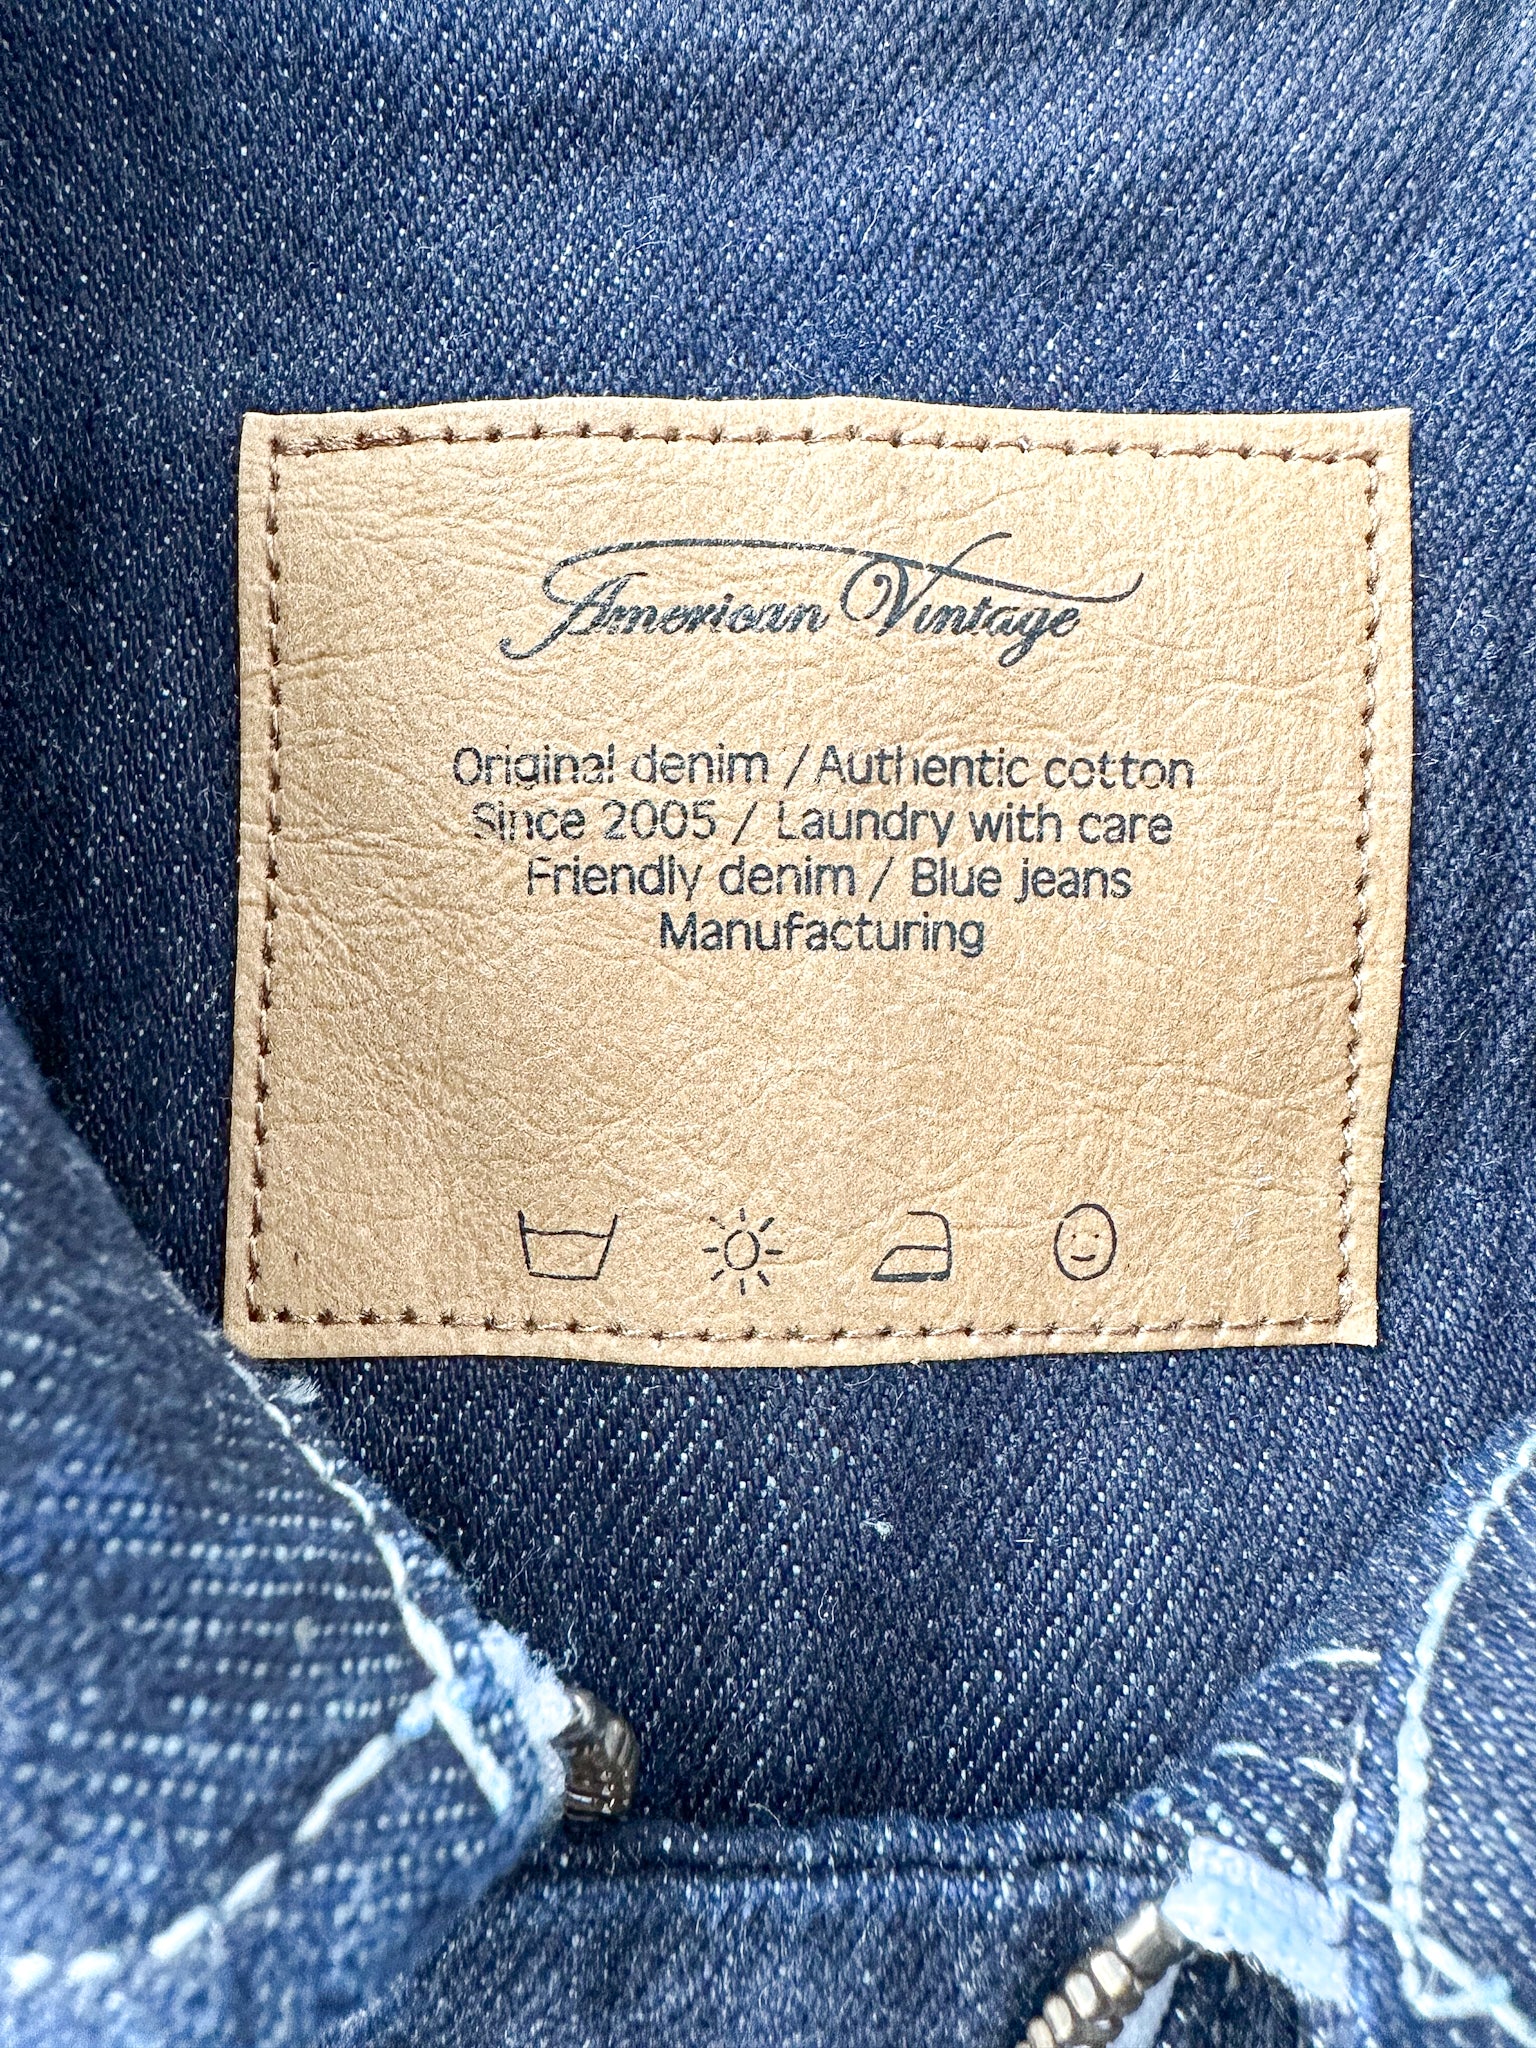 American Vintage
Original denim / Authentic cotton
Since 2005 / Laundry with care
Friendly denim / Blue jeans
Manufacturing